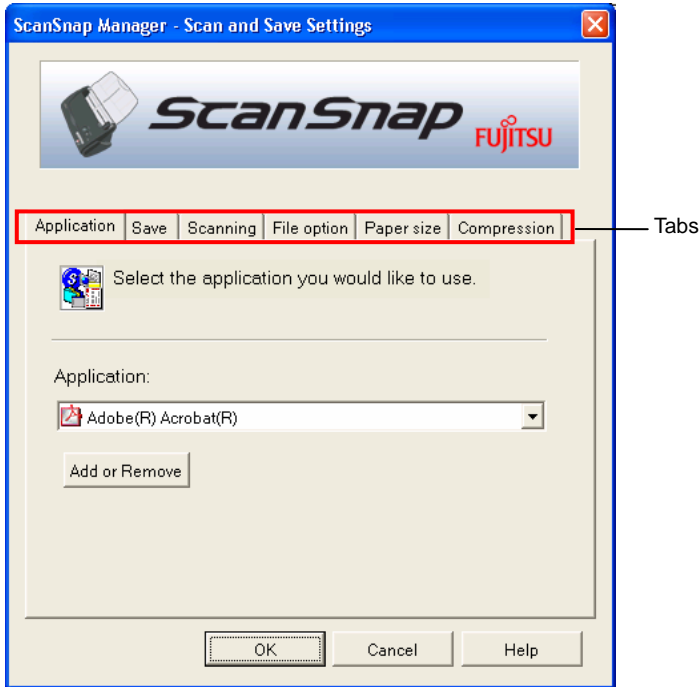 ScanSnap Manager - Scan and Save Settings
ScanSnap
FUJITSU
Application Save Scanning File option Paper size Compression
Tabs
Select the application you would like to use.
Application:
Adobe(R) Acrobat(R)
Add or Remove
OK Cancel Help